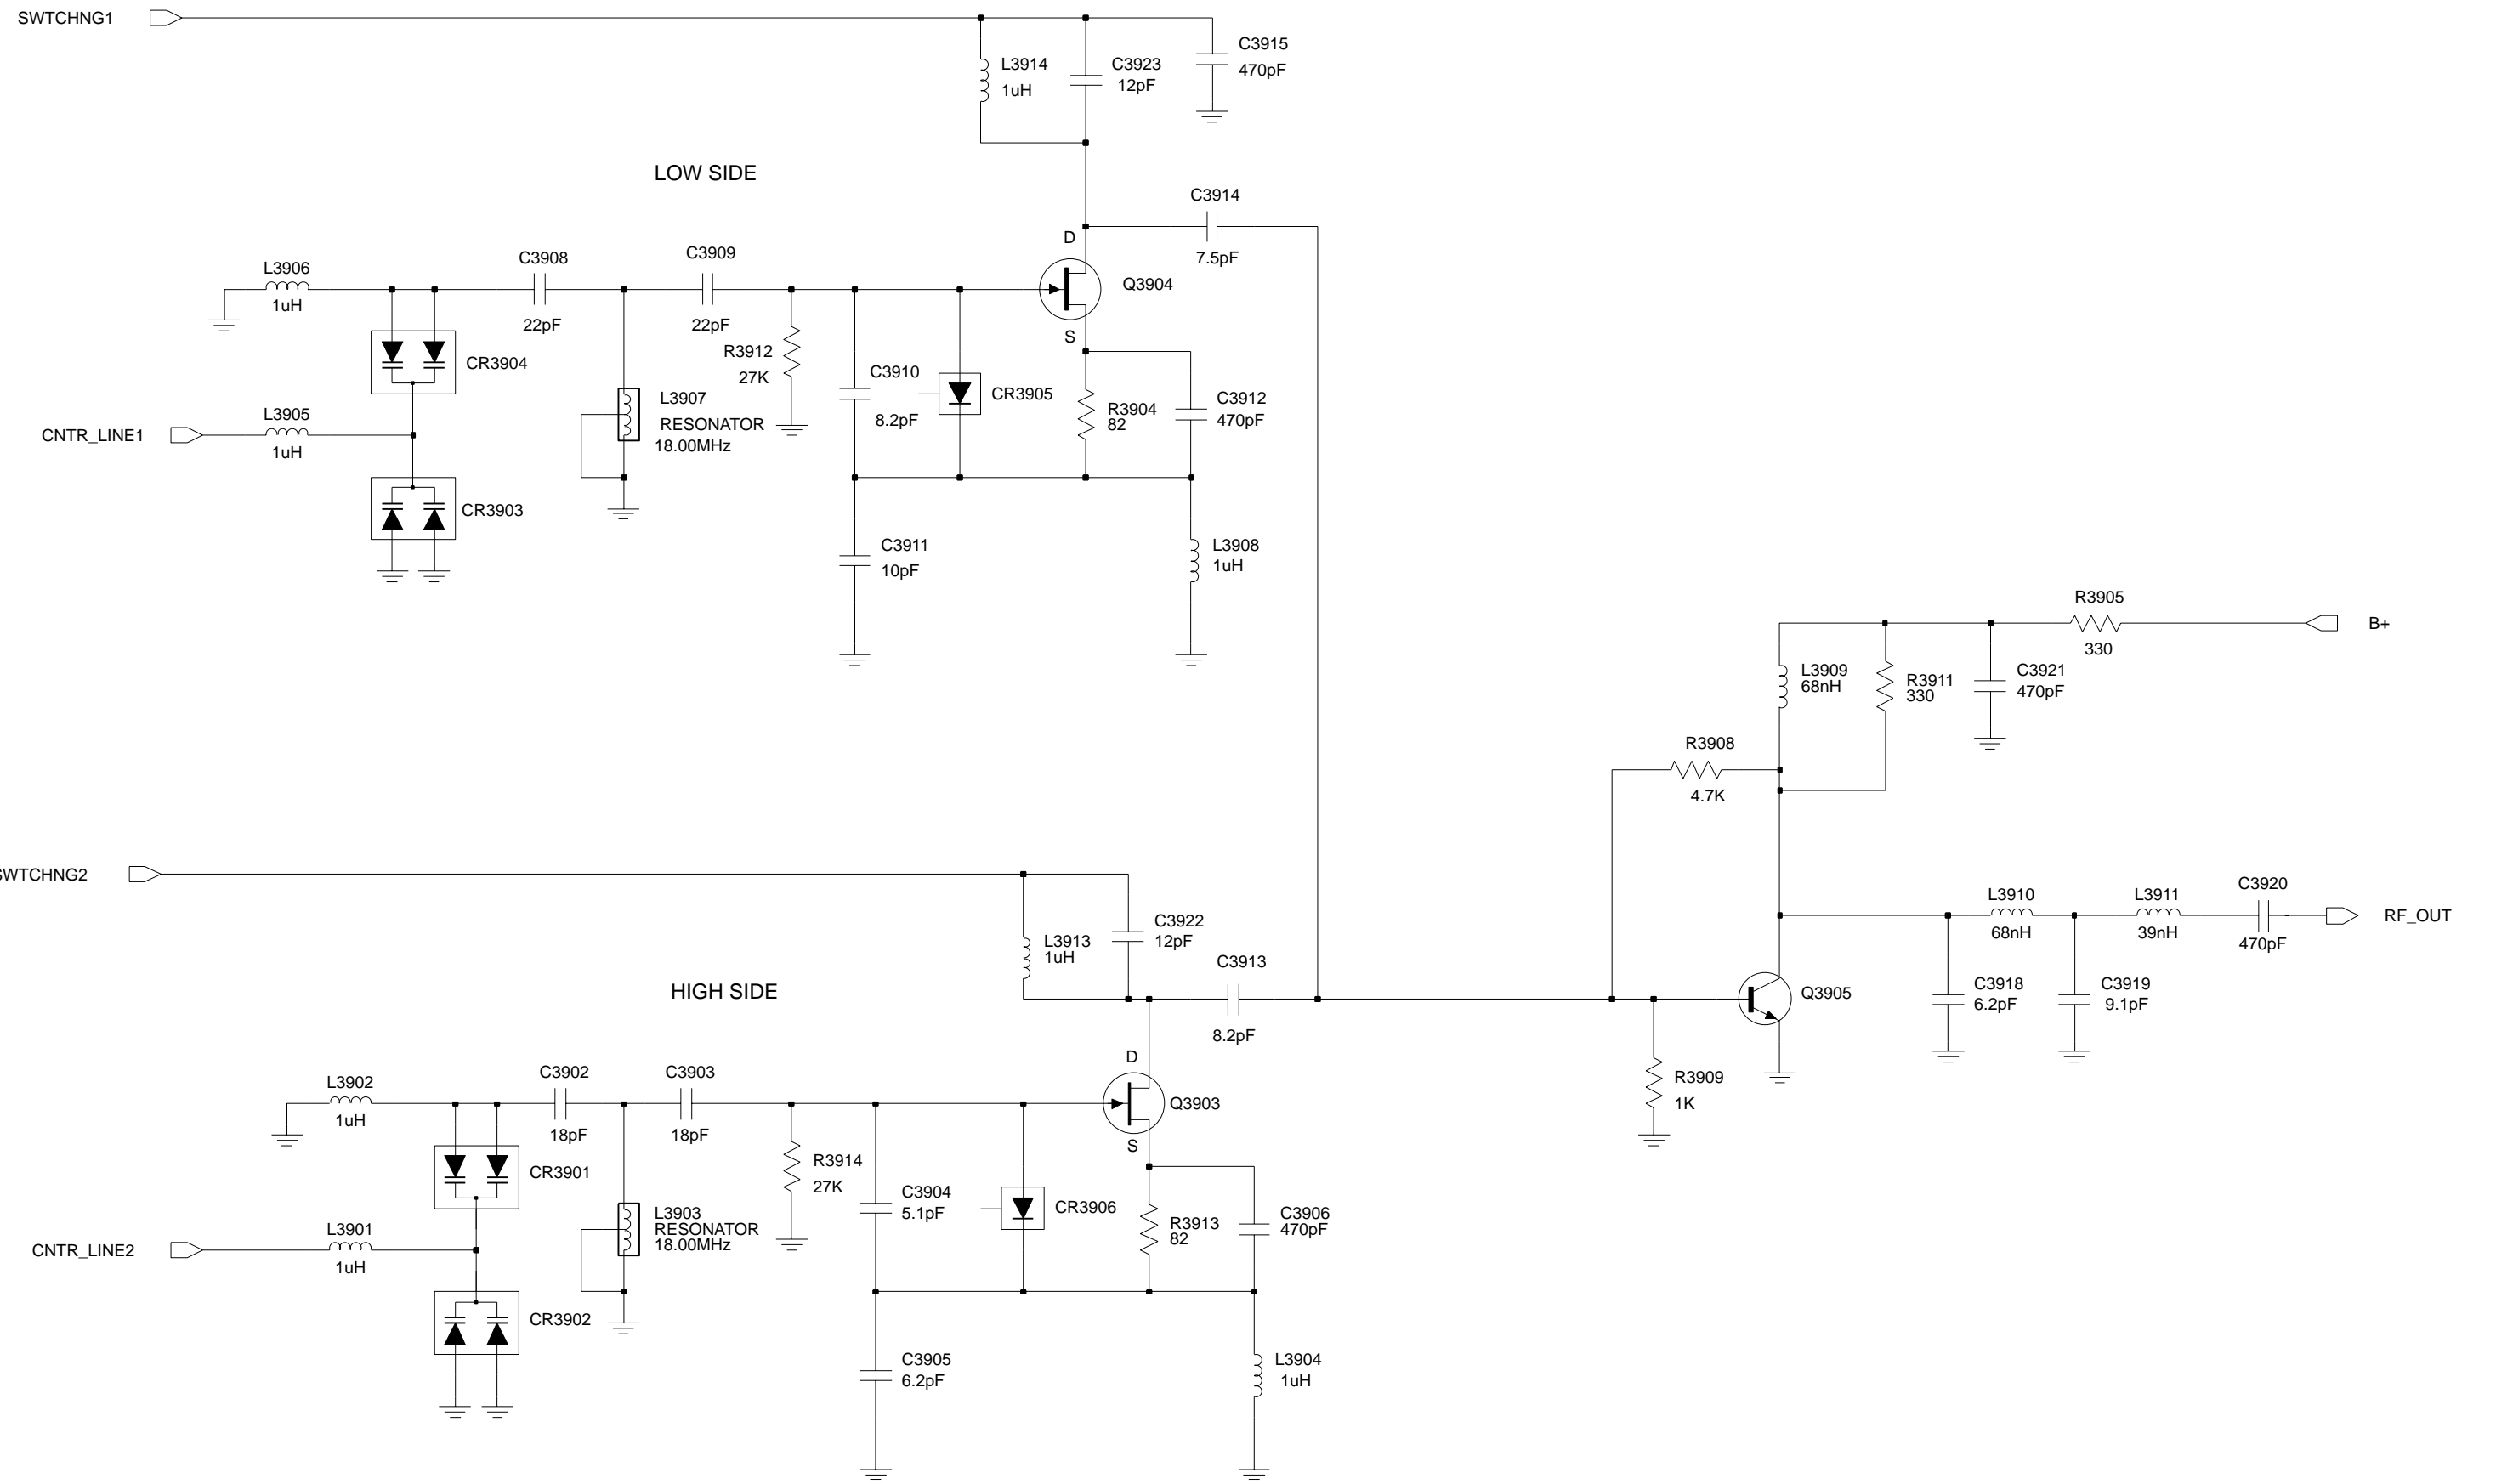 SWTCHNG1
C3915
470pF
L3914
1uH
C3923
12pF
LOW SIDE
C3914
7.5pF
D
Q3904
S
L3906
1uH
C3908
22pF
C3909
22pF
R3912
27K
CR3904
L3905
1uH
CNTR_LINE1
CR3903
L3907
RESONATOR
18.00MHz
C3910
8.2pF
CR3905
R3904
82
C3912
470pF
C3911
10pF
L3908
1uH
R3905
330
B+
L3909
68nH
R3911
330
C3921
470pF
R3908
4.7K
SWTCHNG2
L3913
1uH
C3922
12pF
C3913
8.2pF
HIGH SIDE
L3910
68nH
L3911
39nH
C3920
470pF
RF_OUT
C3918
6.2pF
C3919
9.1pF
Q3905
R3909
1K
D
Q3903
S
L3902
1uH
C3902
18pF
C3903
18pF
R3914
27K
CR3901
L3901
1uH
CNTR_LINE2
CR3902
L3903
RESONATOR
18.00MHz
C3904
5.1pF
CR3906
R3913
82
C3906
470pF
C3905
6.2pF
L3904
1uH